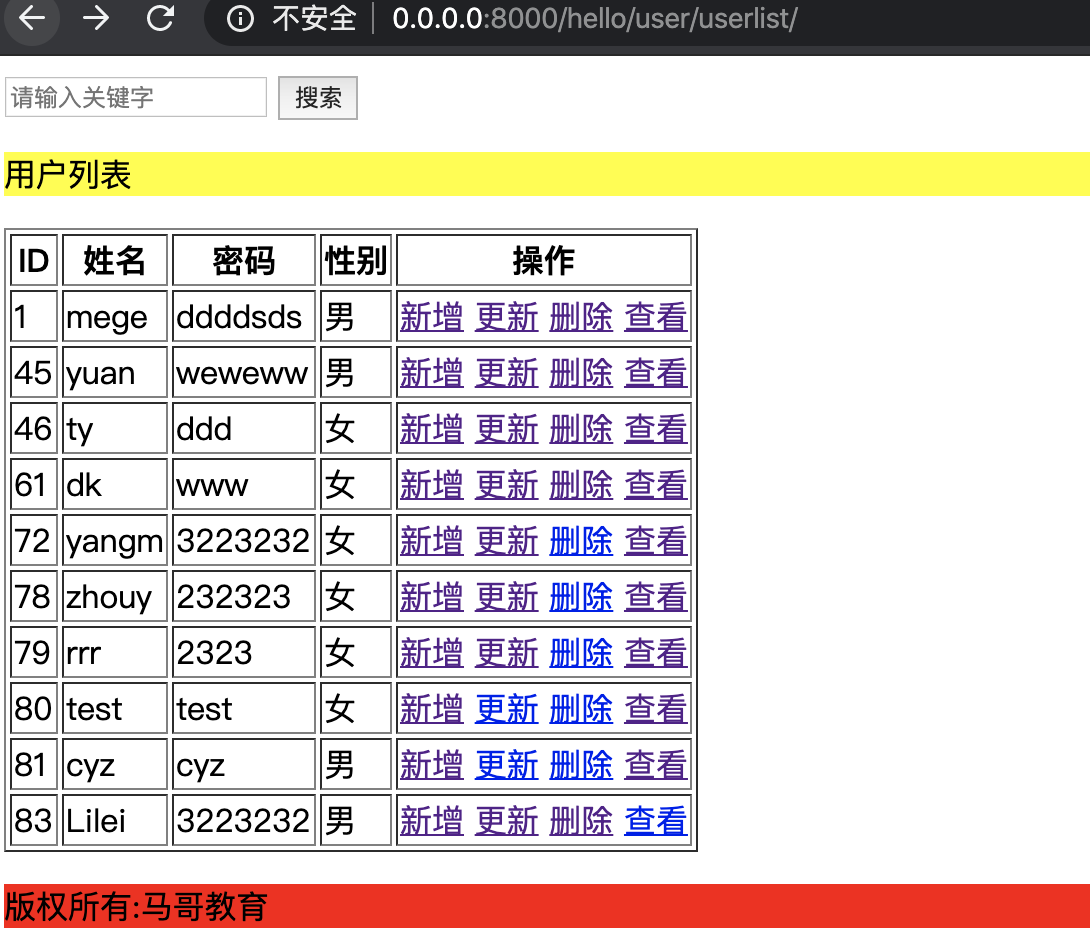 不安全 0.0.0.0:8000/hello/user/userlist/
请输入关键字 搜索
用户列表
ID 姓名 密码 性别 操作
1 mege ddddsds 男 新增 更新 删除 查看
45 yuan weweww 男 新增 更新 删除 查看
46 ty ddd 女 新增 更新 删除 查看
61 dk www 女 新增 更新 删除 查看
72 yangm 3223232 女 新增 更新 删除 查看
78 zhouy 232323 女 新增 更新 删除 查看
79 rrr 2323 女 新增 更新 删除 查看
80 test test 女 新增 更新 删除 查看
81 cyz cyz 男 新增 更新 删除 查看
83 Lilei 3223232 男 新增 更新 删除 查看
版权所有:马哥教育